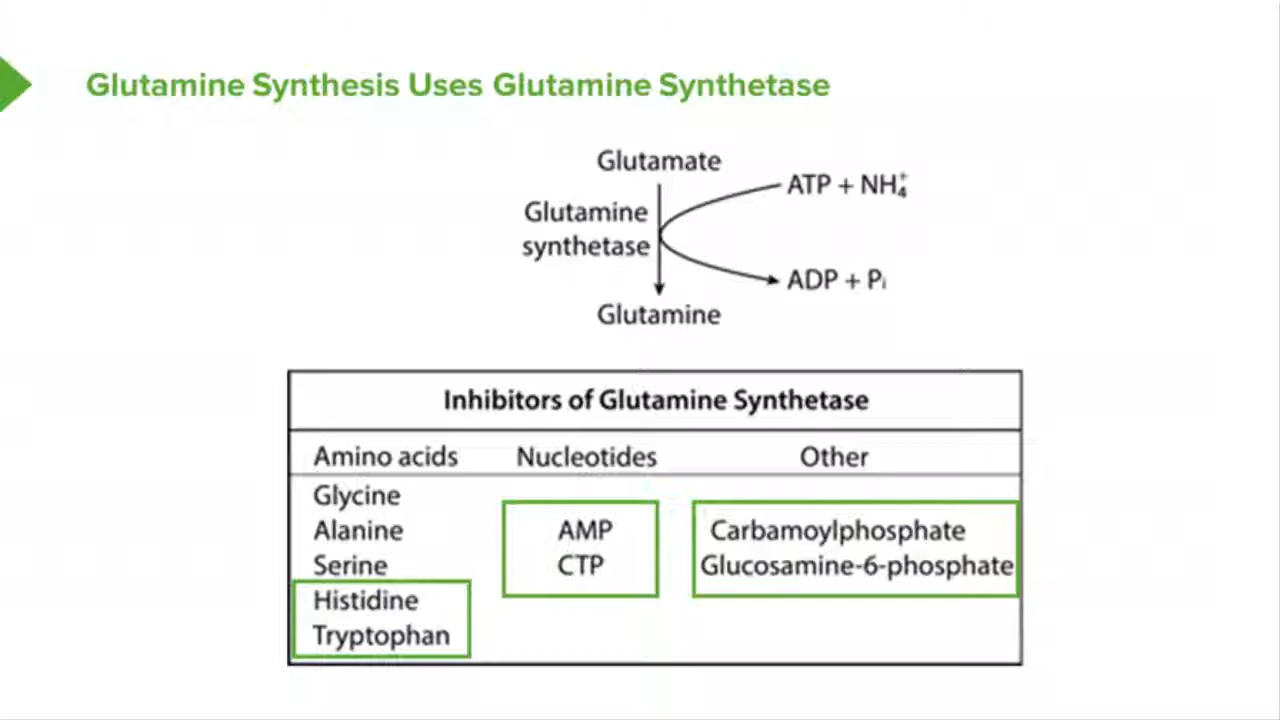 Glutamine Synthesis Uses Glutamine Synthetase
Glutamate
ATP + NH₄⁺
Glutamine
synthetase
ADP + Pᵢ
Glutamine
Inhibitors of Glutamine Synthetase
Amino acids Nucleotides Other
Glycine
Alanine AMP Carbamoylphosphate
Serine CTP Glucosamine-6-phosphate
Histidine
Tryptophan